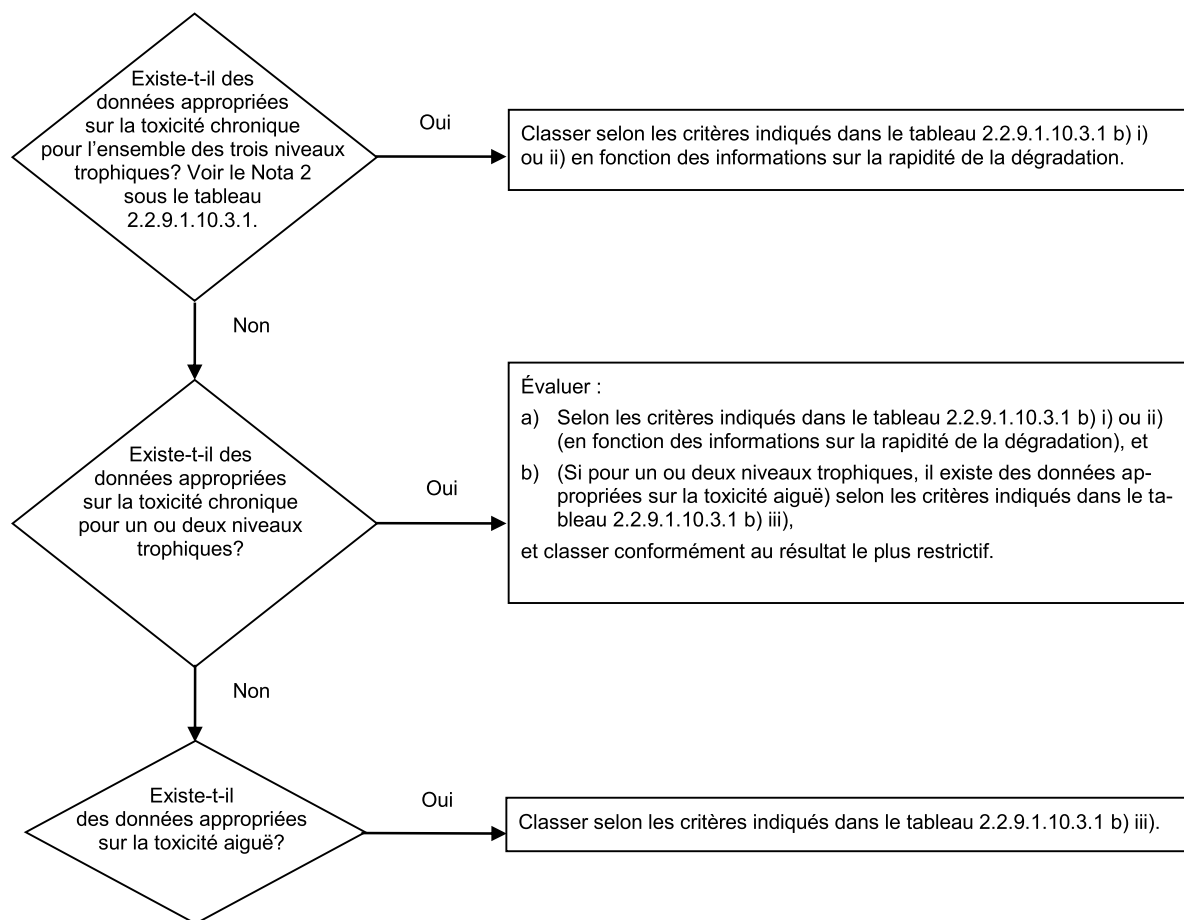 Existe-t-il des
données appropriées
sur la toxicité chronique
pour l'ensemble des trois niveaux
trophiques? Voir le Nota 2
sous le tableau
2.2.9.1.10.3.1.
Oui
Classer selon les critères indiqués dans le tableau 2.2.9.1.10.3.1 b) i)
ou ii) en fonction des informations sur la rapidité de la dégradation.
Non
Existe-t-il des
données appropriées
sur la toxicité chronique
pour un ou deux niveaux
trophiques?
Oui
Évaluer :
a) Selon les critères indiqués dans le tableau 2.2.9.1.10.3.1 b) i) ou ii)
(en fonction des informations sur la rapidité de la dégradation), et
b) (Si pour un ou deux niveaux trophiques, il existe des données ap-
propriées sur la toxicité aiguë) selon les critères indiqués dans le ta-
bleau 2.2.9.1.10.3.1 b) iii),
et classer conformément au résultat le plus restrictif.
Non
Existe-t-il
des données appropriées
sur la toxicité aiguë?
Oui
Classer selon les critères indiqués dans le tableau 2.2.9.1.10.3.1 b) iii).